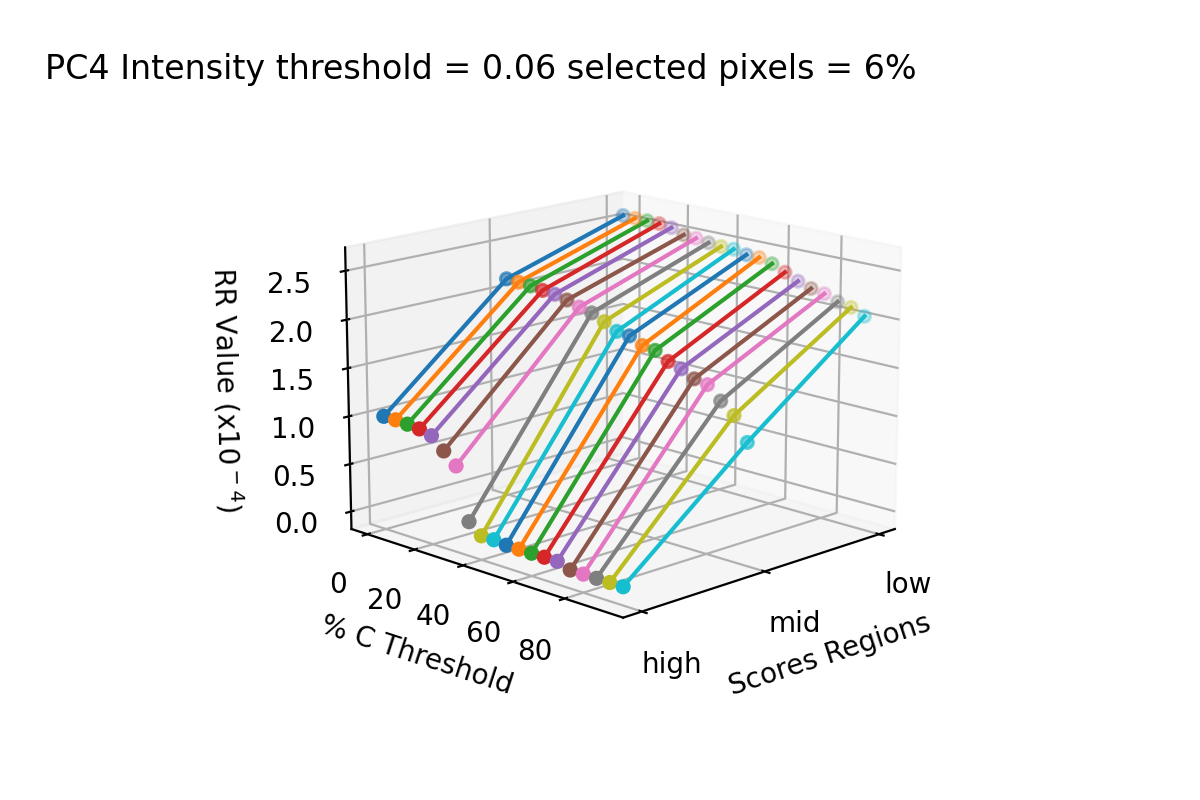 PC4 Intensity threshold = 0.06 selected pixels = 6%
RR Value (x10⁻⁴)
2.5
2.0
1.5
1.0
0.5
0.0
0
20
40
60
80
% C Threshold
high
mid
low
Scores Regions